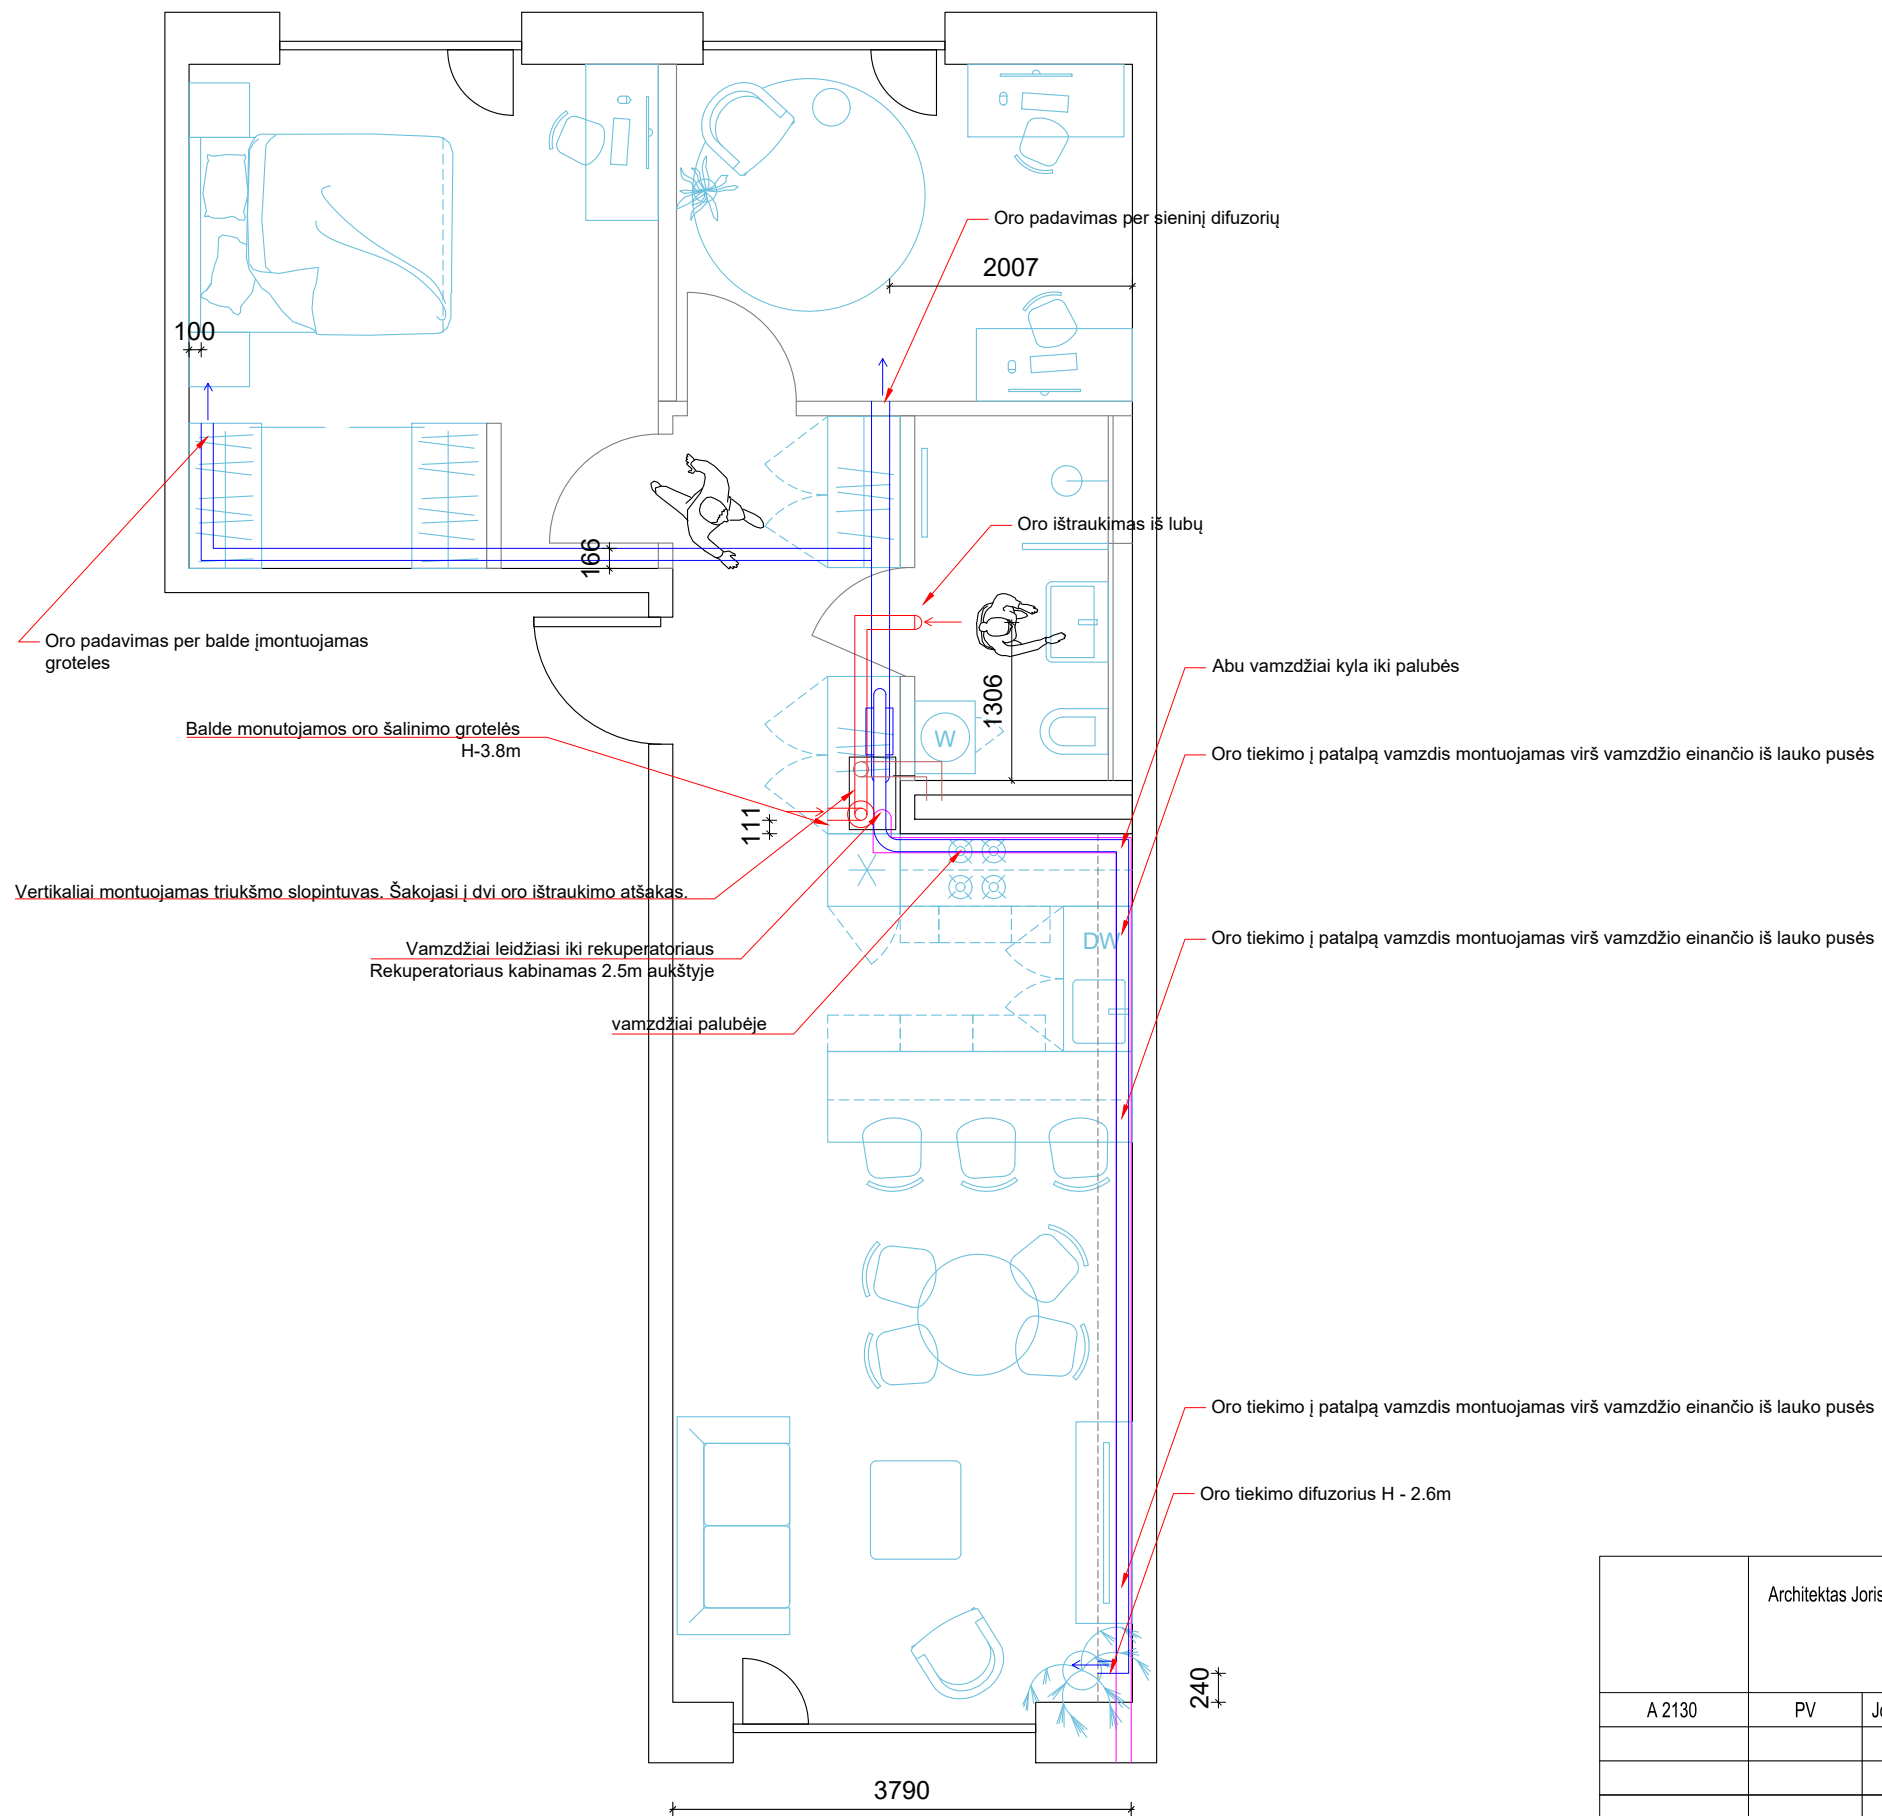 Oro padavimas per sieninį difuzorių
2007
100
Oro ištraukimas iš lubų
166
Oro padavimas per balde įmontuojamas
groteles
Abu vamzdžiai kyla iki palubės
1306
Balde monutojamos oro šalinimo grotelės
H-3.8m
W
Oro tiekimo į patalpą vamzdis montuojamas virš vamzdžio einančio iš lauko pusės
111
Vertikaliai montuojamas triukšmo slopintuvas. Šakojasi į dvi oro ištraukimo atšakas.
DW
Oro tiekimo į patalpą vamzdis montuojamas virš vamzdžio einančio iš lauko pusės
Vamzdžiai leidžiasi iki rekuperatoriaus
Rekuperatoriaus kabinamas 2.5m aukštyje
vamzdžiai palubėje
Oro tiekimo į patalpą vamzdis montuojamas virš vamzdžio einančio iš lauko pusės
Oro tiekimo difuzorius H - 2.6m
Architektas Joris
240
A 2130 PV
3790